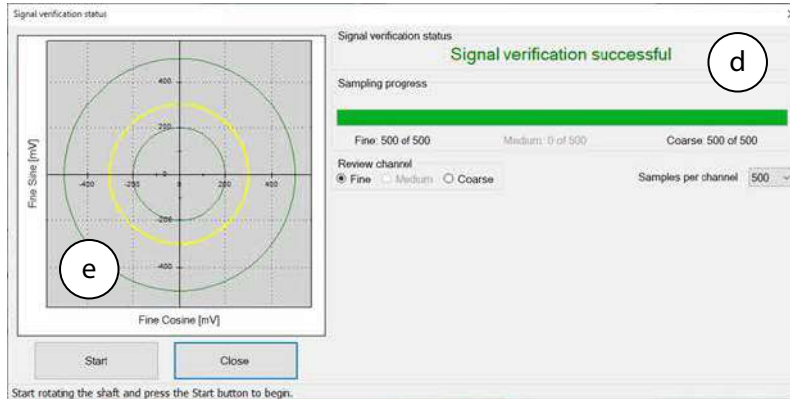 Signal verification status
Signal verification status
Signal verification successful
d
Sampling progress
Fine: 500 of 500 Medium: 0 of 500 Coarse: 500 of 500
Review channel
Fine Medium Coarse
Samples per channel 500
Fine Sine [mV]
400
200
-400 -200 0 200 400
-200
-400
e
Fine Cosine [mV]
Start Close
Start rotating the shaft and press the Start button to begin.